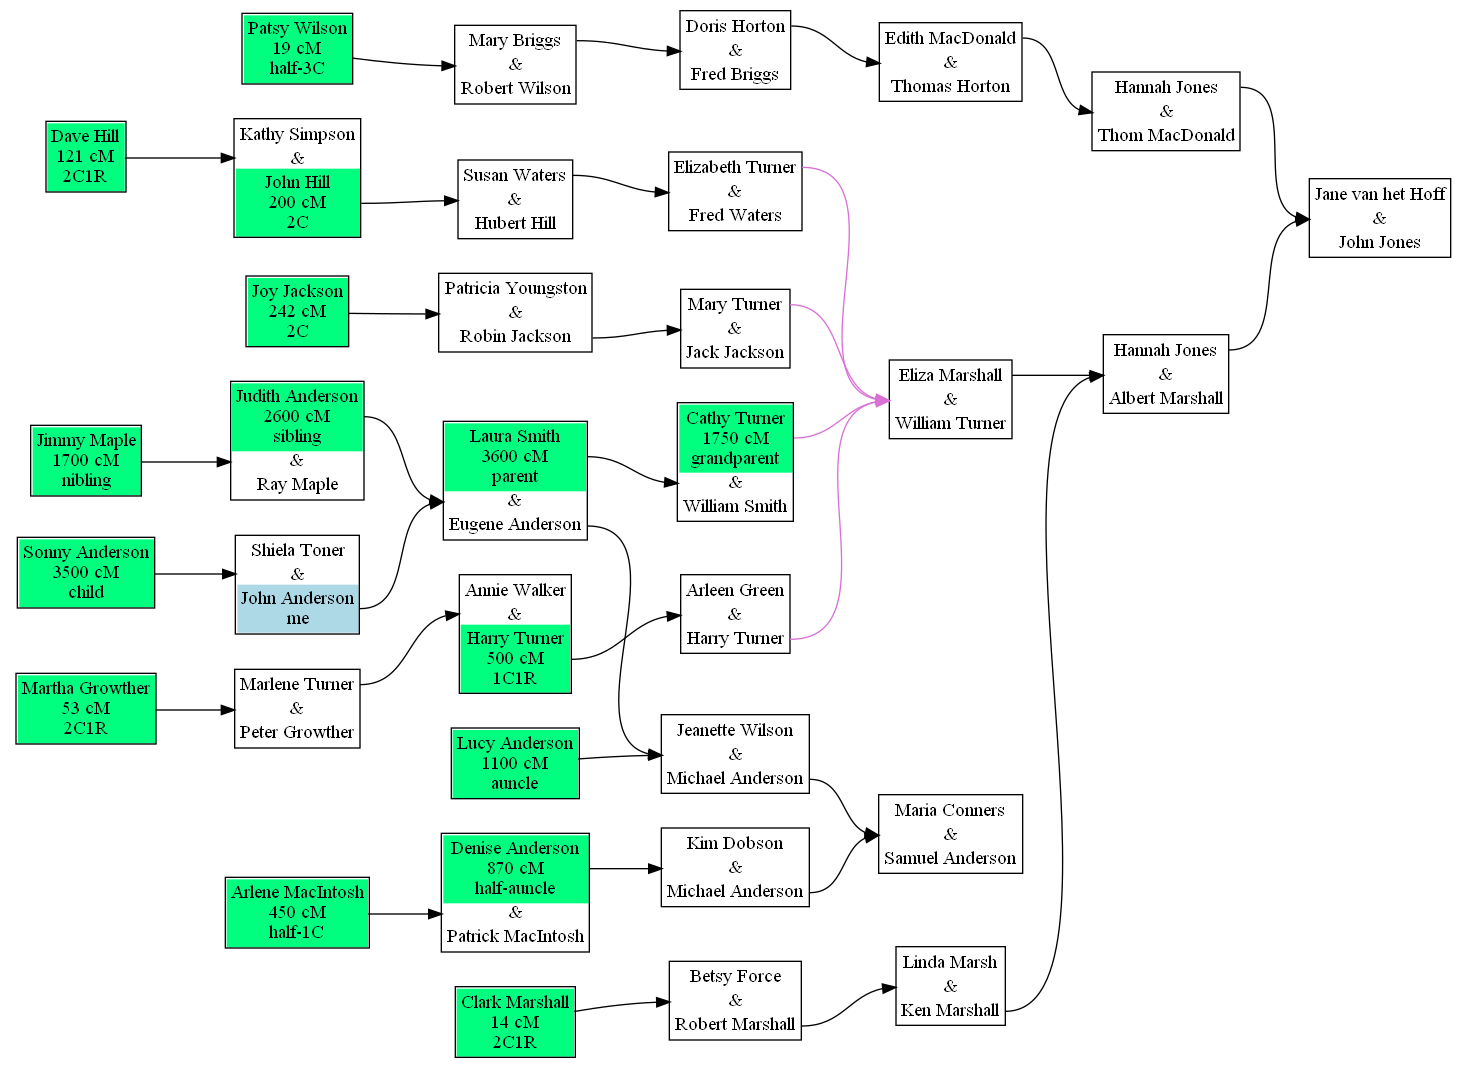 Patsy Wilson
19 cM
half-3C
Mary Briggs
&
Robert Wilson
Doris Horton
&
Fred Briggs
Edith MacDonald
&
Thomas Horton
Hannah Jones
&
Thom MacDonald
Jane van het Hoff
&
John Jones
Dave Hill
121 cM
2C1R
Kathy Simpson
&
John Hill
200 cM
2C
Susan Waters
&
Hubert Hill
Elizabeth Turner
&
Fred Waters
Joy Jackson
242 cM
2C
Patricia Youngston
&
Robin Jackson
Mary Turner
&
Jack Jackson
Eliza Marshall
&
William Turner
Hannah Jones
&
Albert Marshall
Jimmy Maple
1700 cM
nibling
Judith Anderson
2600 cM
sibling
&
Ray Maple
Laura Smith
3600 cM
parent
&
Eugene Anderson
Cathy Turner
1750 cM
grandparent
&
William Smith
Sonny Anderson
3500 cM
child
Shiela Toner
&
John Anderson
me
Annie Walker
&
Harry Turner
500 cM
1C1R
Arleen Green
&
Harry Turner
Martha Growther
53 cM
2C1R
Marlene Turner
&
Peter Growther
Lucy Anderson
1100 cM
auncle
Jeanette Wilson
&
Michael Anderson
Maria Conners
&
Samuel Anderson
Arlene MacIntosh
450 cM
half-1C
Denise Anderson
870 cM
half-auncle
&
Patrick MacIntosh
Kim Dobson
&
Michael Anderson
Clark Marshall
14 cM
2C1R
Betsy Force
&
Robert Marshall
Linda Marsh
&
Ken Marshall